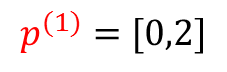 p⁽¹⁾ = [0,2]